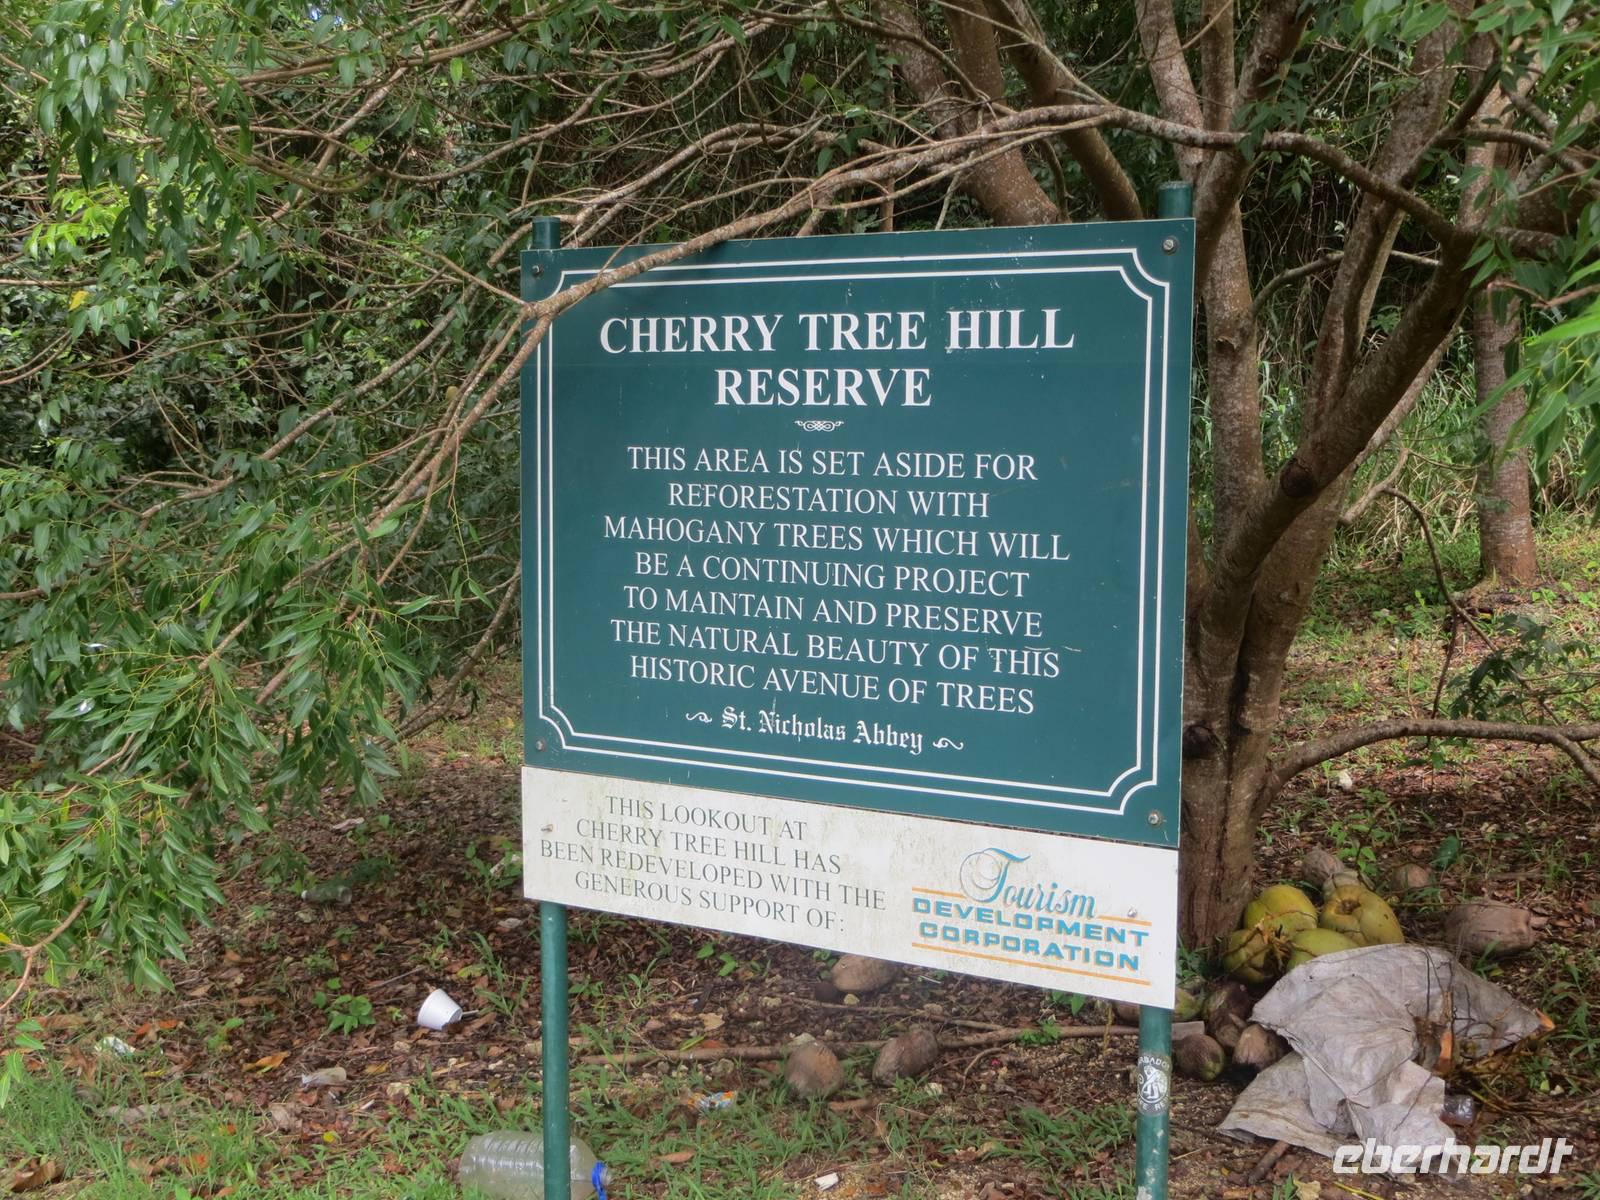 CHERRY TREE HILL
RESERVE
THIS AREA IS SET ASIDE FOR
REFORESTATION WITH
MAHOGANY TREES WHICH WILL
BE A CONTINUING PROJECT
TO MAINTAIN AND PRESERVE
THE NATURAL BEAUTY OF THIS
HISTORIC AVENUE OF TREES
St. Nicholas Abbey
THIS LOOKOUT AT
CHERRY TREE HILL HAS
BEEN REDEVELOPED WITH THE
GENEROUS SUPPORT OF:
Tourism
DEVELOPMENT
CORPORATION
eberhardt